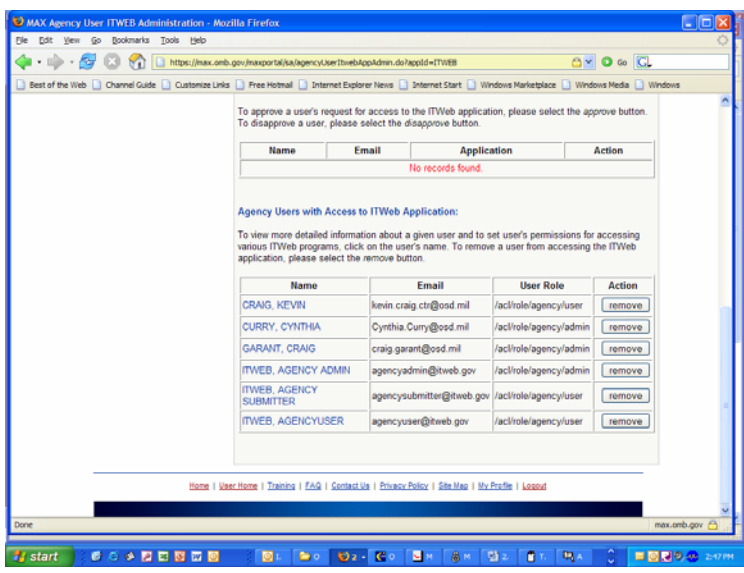 MAX Agency User ITWEB Administration - Mozilla Firefox
File Edit View Go Bookmarks Tools Help
https://max.omb.gov/maxportal/sa/agencyUserItwebAppAdmin.do?appId=ITWEB Go
Best of the Web Channel Guide Customize Links Free Hotmail Internet Explorer News Internet Start Windows Marketplace Windows Media Windows
To approve a user's request for access to the ITWeb application, please select the approve button.
To disapprove a user, please select the disapprove button.
Name Email Application Action
No records found.
Agency Users with Access to ITWeb Application:
To view more detailed information about a given user and to set user's permissions for accessing
various ITWeb programs, click on the user's name. To remove a user from accessing the ITWeb
application, please select the remove button.
Name Email User Role Action
CRAIG, KEVIN kevin.craig.ctr@osd.mil /acl/role/agency/user remove
CURRY, CYNTHIA Cynthia.Curry@osd.mil /acl/role/agency/admin remove
GARANT, CRAIG craig.garant@osd.mil /acl/role/agency/admin remove
ITWEB, AGENCY ADMIN agencyadmin@itweb.gov /acl/role/agency/admin remove
ITWEB, AGENCY
SUBMITTER agencysubmitter@itweb.gov /acl/role/agency/user remove
ITWEB, AGENCYUSER agencyuser@itweb.gov /acl/role/agency/user remove
Home | User Home | Training | FAQ | Contact Us | Privacy Policy | Site Map | My Profile | Logout
Done max.omb.gov
start 2:47 PM